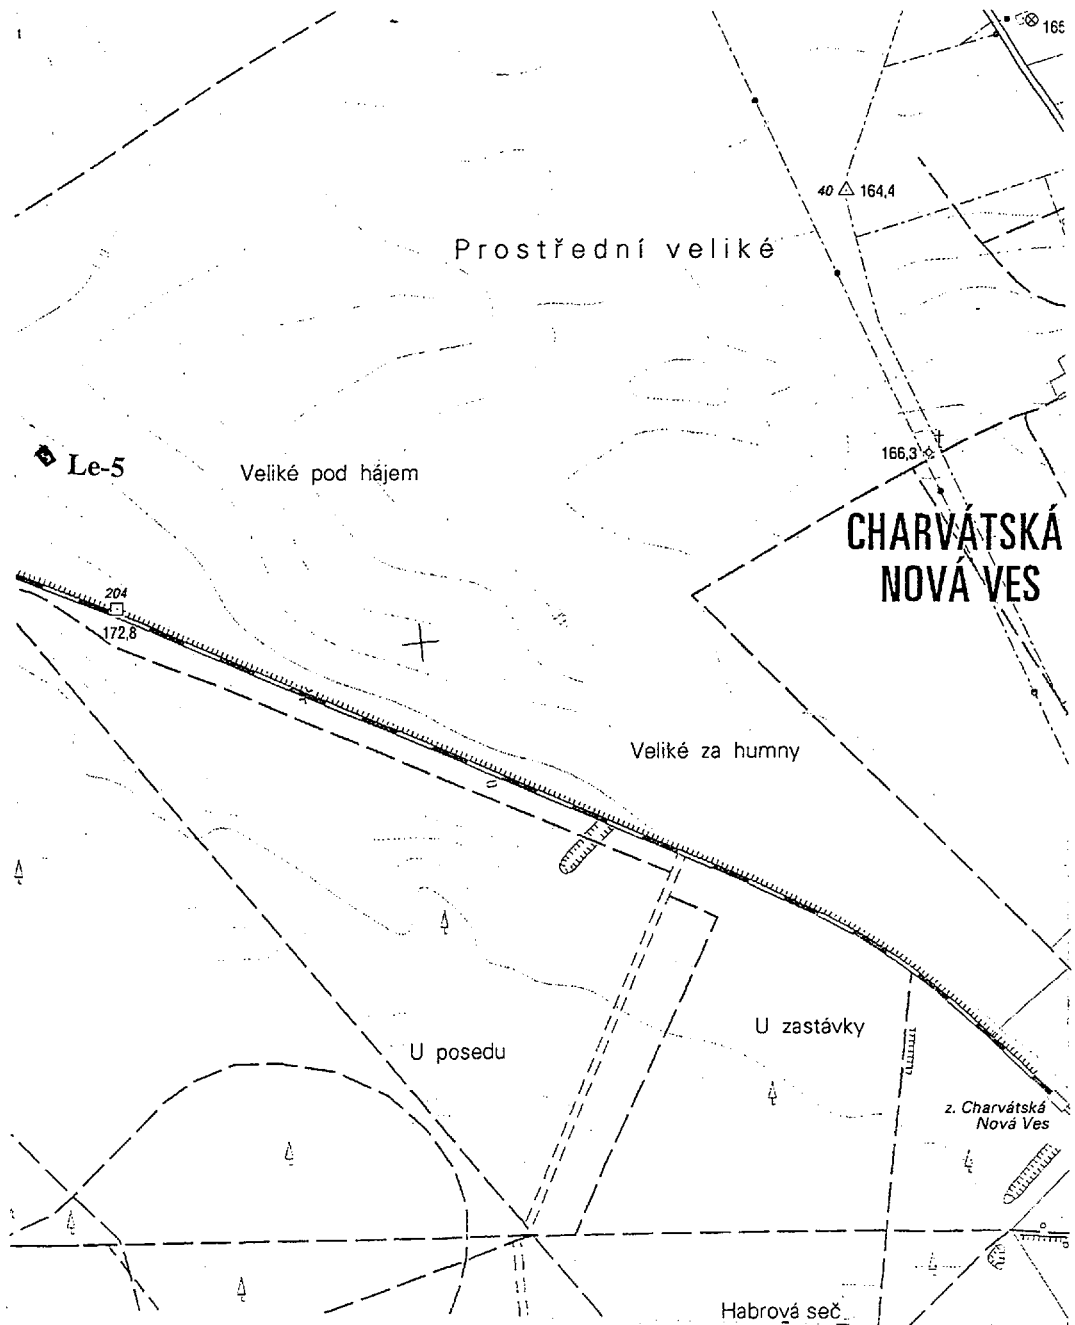 165
40 164,4
Prostřední veliké
166,3
Le-5
Veliké pod hájem
CHARVÁTSKÁ
NOVÁ VES
204
172,8
Veliké za humny
U zastávky
U posedu
z. Charvátská
Nová Ves
Habrová seč